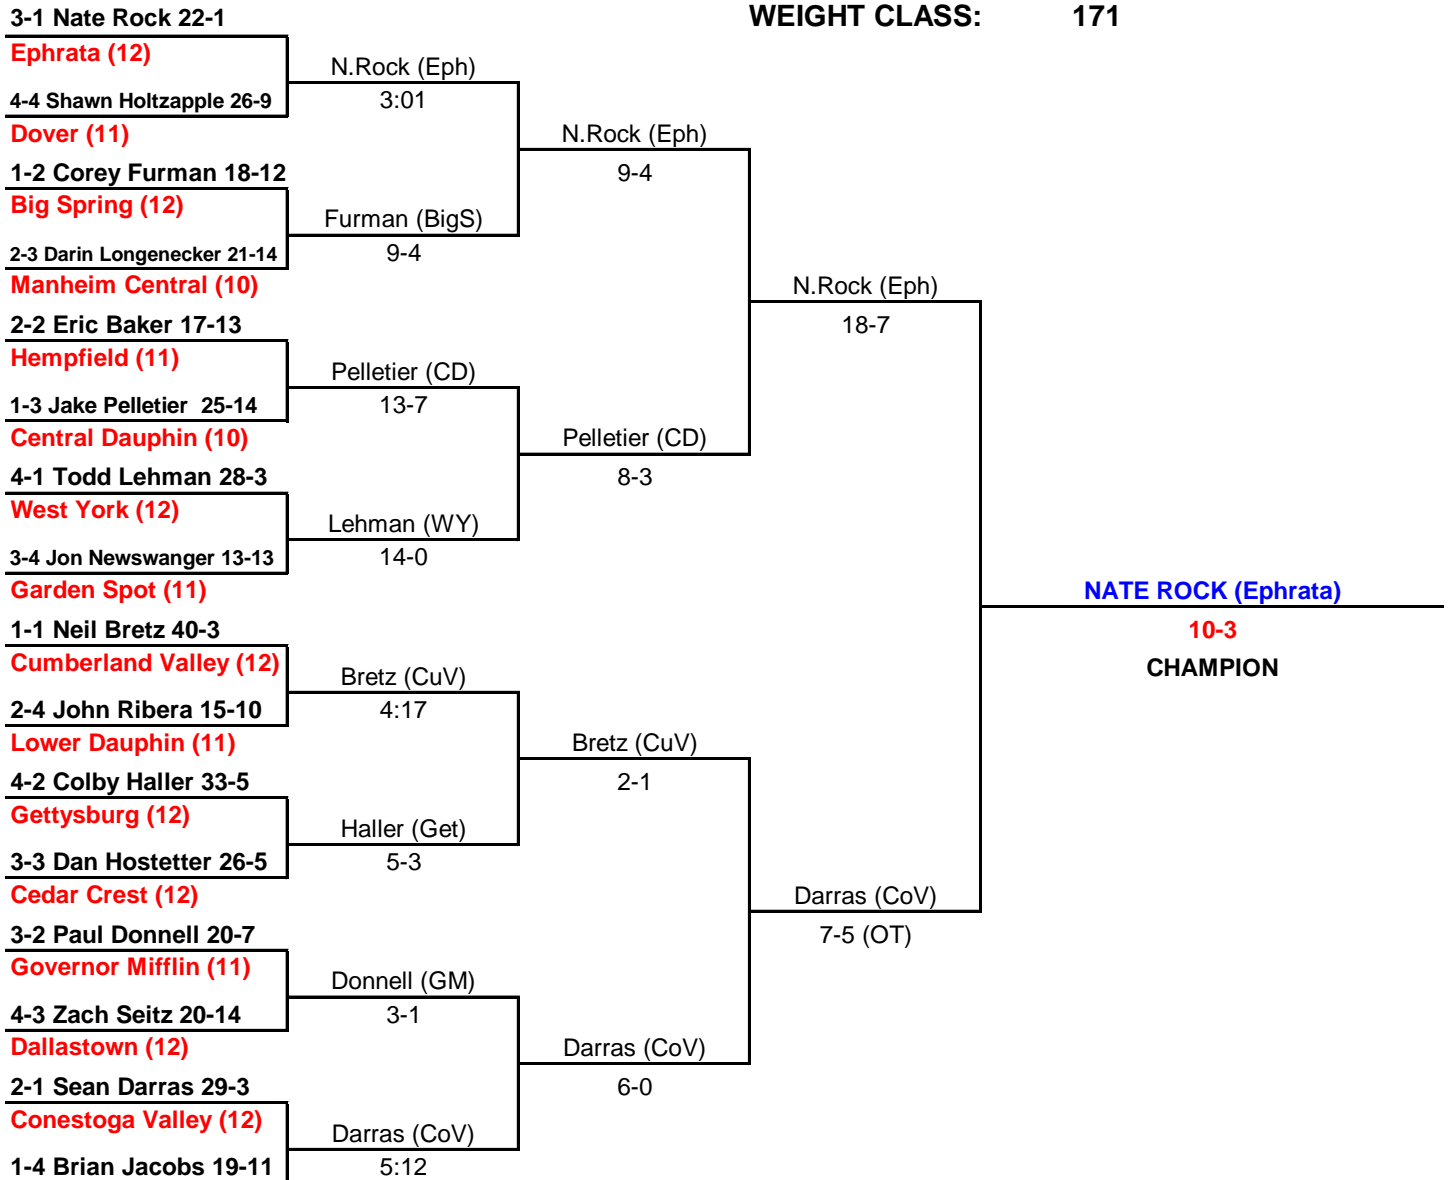 WEIGHT CLASS: 171
3-1 Nate Rock 22-1
Ephrata (12)
4-4 Shawn Holtzapple 26-9
Dover (11)
1-2 Corey Furman 18-12
Big Spring (12)
2-3 Darin Longenecker 21-14
Manheim Central (10)
2-2 Eric Baker 17-13
Hempfield (11)
1-3 Jake Pelletier  25-14
Central Dauphin (10)
4-1 Todd Lehman 28-3
West York (12)
3-4 Jon Newswanger 13-13
Garden Spot (11)
1-1 Neil Bretz 40-3
Cumberland Valley (12)
2-4 John Ribera 15-10
Lower Dauphin (11)
4-2 Colby Haller 33-5
Gettysburg (12)
3-3 Dan Hostetter 26-5
Cedar Crest (12)
3-2 Paul Donnell 20-7
Governor Mifflin (11)
4-3 Zach Seitz 20-14
Dallastown (12)
2-1 Sean Darras 29-3
Conestoga Valley (12)
1-4 Brian Jacobs 19-11
N.Rock (Eph)
3:01
Furman (BigS)
9-4
Pelletier (CD)
13-7
Lehman (WY)
14-0
Bretz (CuV)
4:17
Haller (Get)
5-3
Donnell (GM)
3-1
Darras (CoV)
5:12
N.Rock (Eph)
9-4
Pelletier (CD)
8-3
Bretz (CuV)
2-1
Darras (CoV)
6-0
N.Rock (Eph)
18-7
Darras (CoV)
7-5 (OT)
NATE ROCK (Ephrata)
10-3
CHAMPION